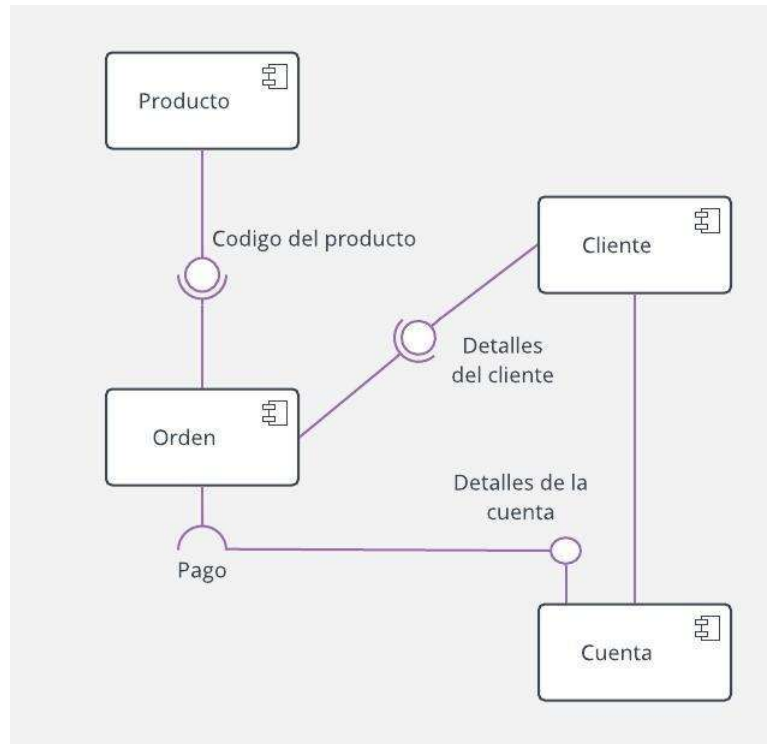 Producto
Codigo del producto
Cliente
Detalles
del cliente
Orden
Detalles de la
cuenta
Pago
Cuenta